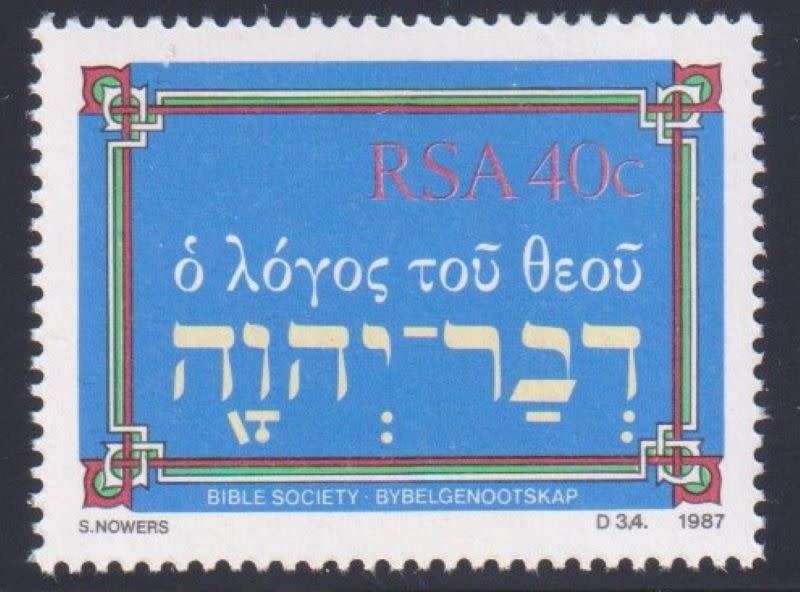 RSA 40c
ὁ λόγος τοῦ θεοῦ
דְּבַר־יְהוָה
BIBLE SOCIETY · BYBELGENOOTSKAP
S.NOWERS D 3,4. 1987